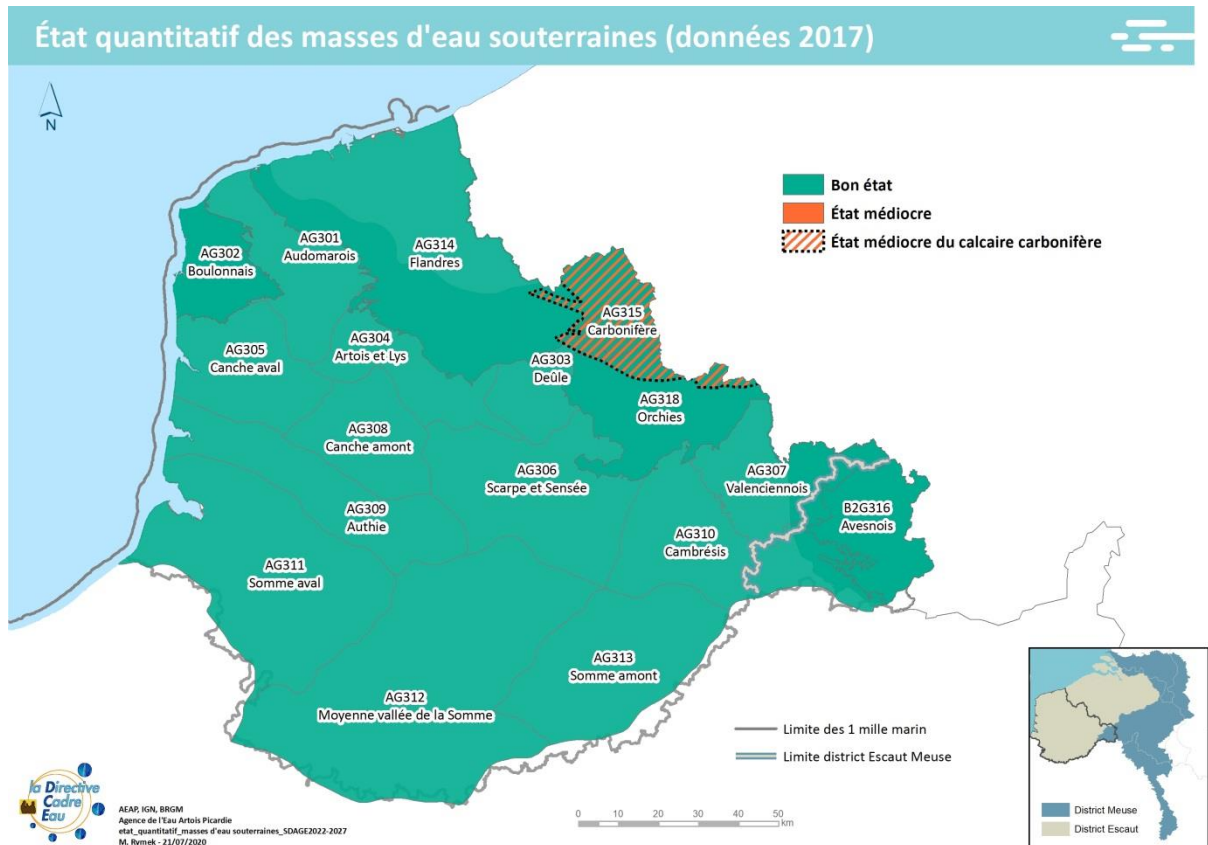 État quantitatif des masses d'eau souterraines (données 2017)
N
Bon état
État médiocre
État médiocre du calcaire carbonifère
AG302
Boulonnais
AG301
Audomarois
AG314
Flandres
AG315
Carbonifère
AG305
Canche aval
AG304
Artois et Lys
AG303
Deûle
AG318
Orchies
AG308
Canche amont
AG306
Scarpe et Sensée
AG307
Valenciennois
AG309
Authie
B2G316
Avesnois
AG310
Cambrésis
AG311
Somme aval
AG313
Somme amont
AG312
Moyenne vallée de la Somme
Limite des 1 mille marin
Limite district Escaut Meuse
la Directive
Cadre
Eau
AEAP, IGN, BRGM
Agence de l'Eau Artois Picardie
etat_quantitatif_masses d'eau souterraines_SDAGE2022-2027
M. Rymek - 21/07/2020
0 10 20 30 40 50
km
District Meuse
District Escaut